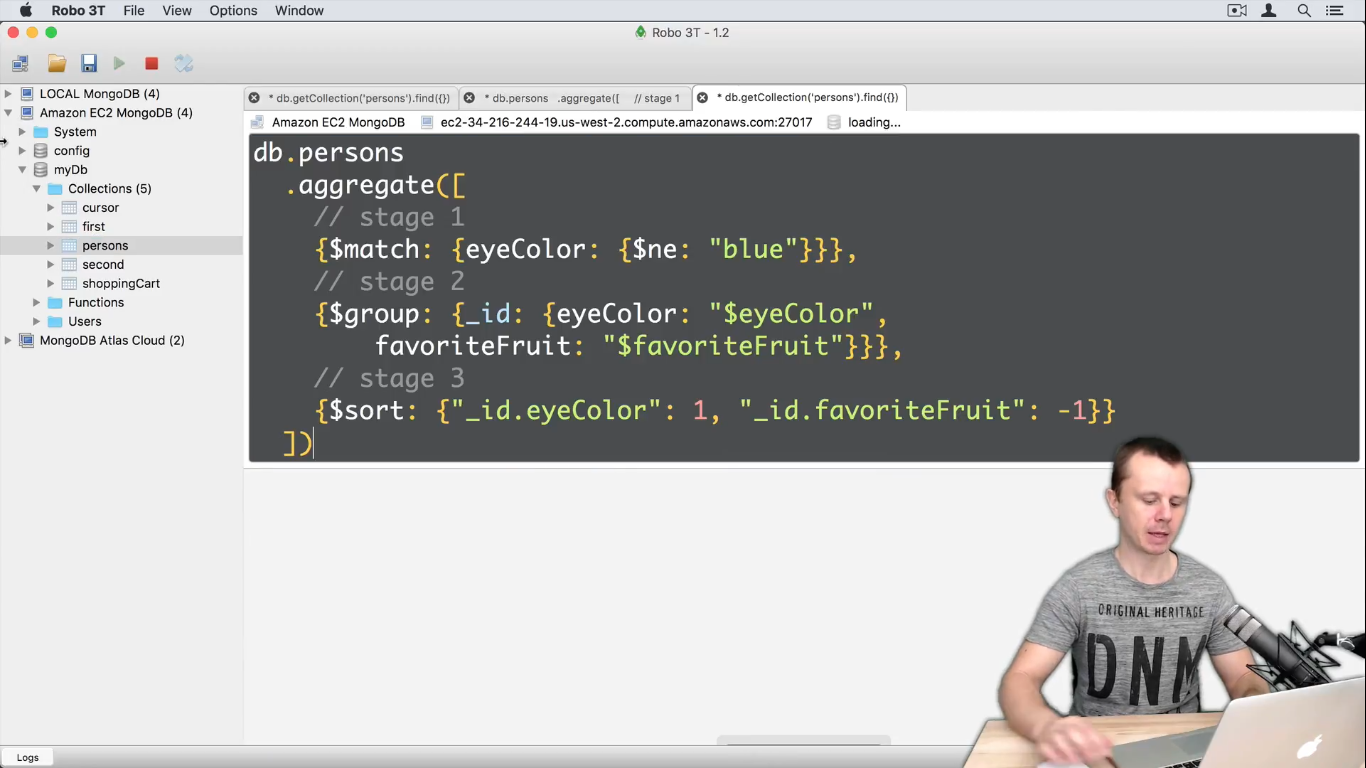 Robo 3T File View Options Window
Robo 3T - 1.2
LOCAL MongoDB (4)
Amazon EC2 MongoDB (4)
System
config
myDb
Collections (5)
cursor
first
persons
second
shoppingCart
Functions
Users
MongoDB Atlas Cloud (2)
* db.getCollection('persons').find({}) * db.persons .aggregate([ // stage 1 * db.getCollection('persons').find({})
Amazon EC2 MongoDB ec2-34-216-244-19.us-west-2.compute.amazonaws.com:27017 loading...
db.persons
.aggregate([
// stage 1
{$match: {eyeColor: {$ne: "blue"}}},
// stage 2
{$group: {_id: {eyeColor: "$eyeColor",
favoriteFruit: "$favoriteFruit"}}},
// stage 3
{$sort: {"_id.eyeColor": 1, "_id.favoriteFruit": -1}}
])
ORIGINAL HERITAGE
DNM
Logs